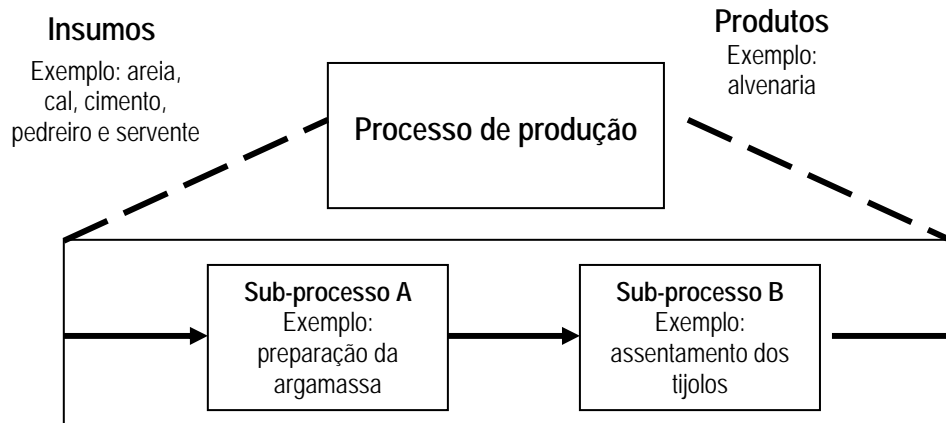 Insumos
Exemplo: areia,
cal, cimento,
pedreiro e servente
Processo de produção
Produtos
Exemplo:
alvenaria
Sub-processo A
Exemplo:
preparação da
argamassa
Sub-processo B
Exemplo:
assentamento dos
tijolos